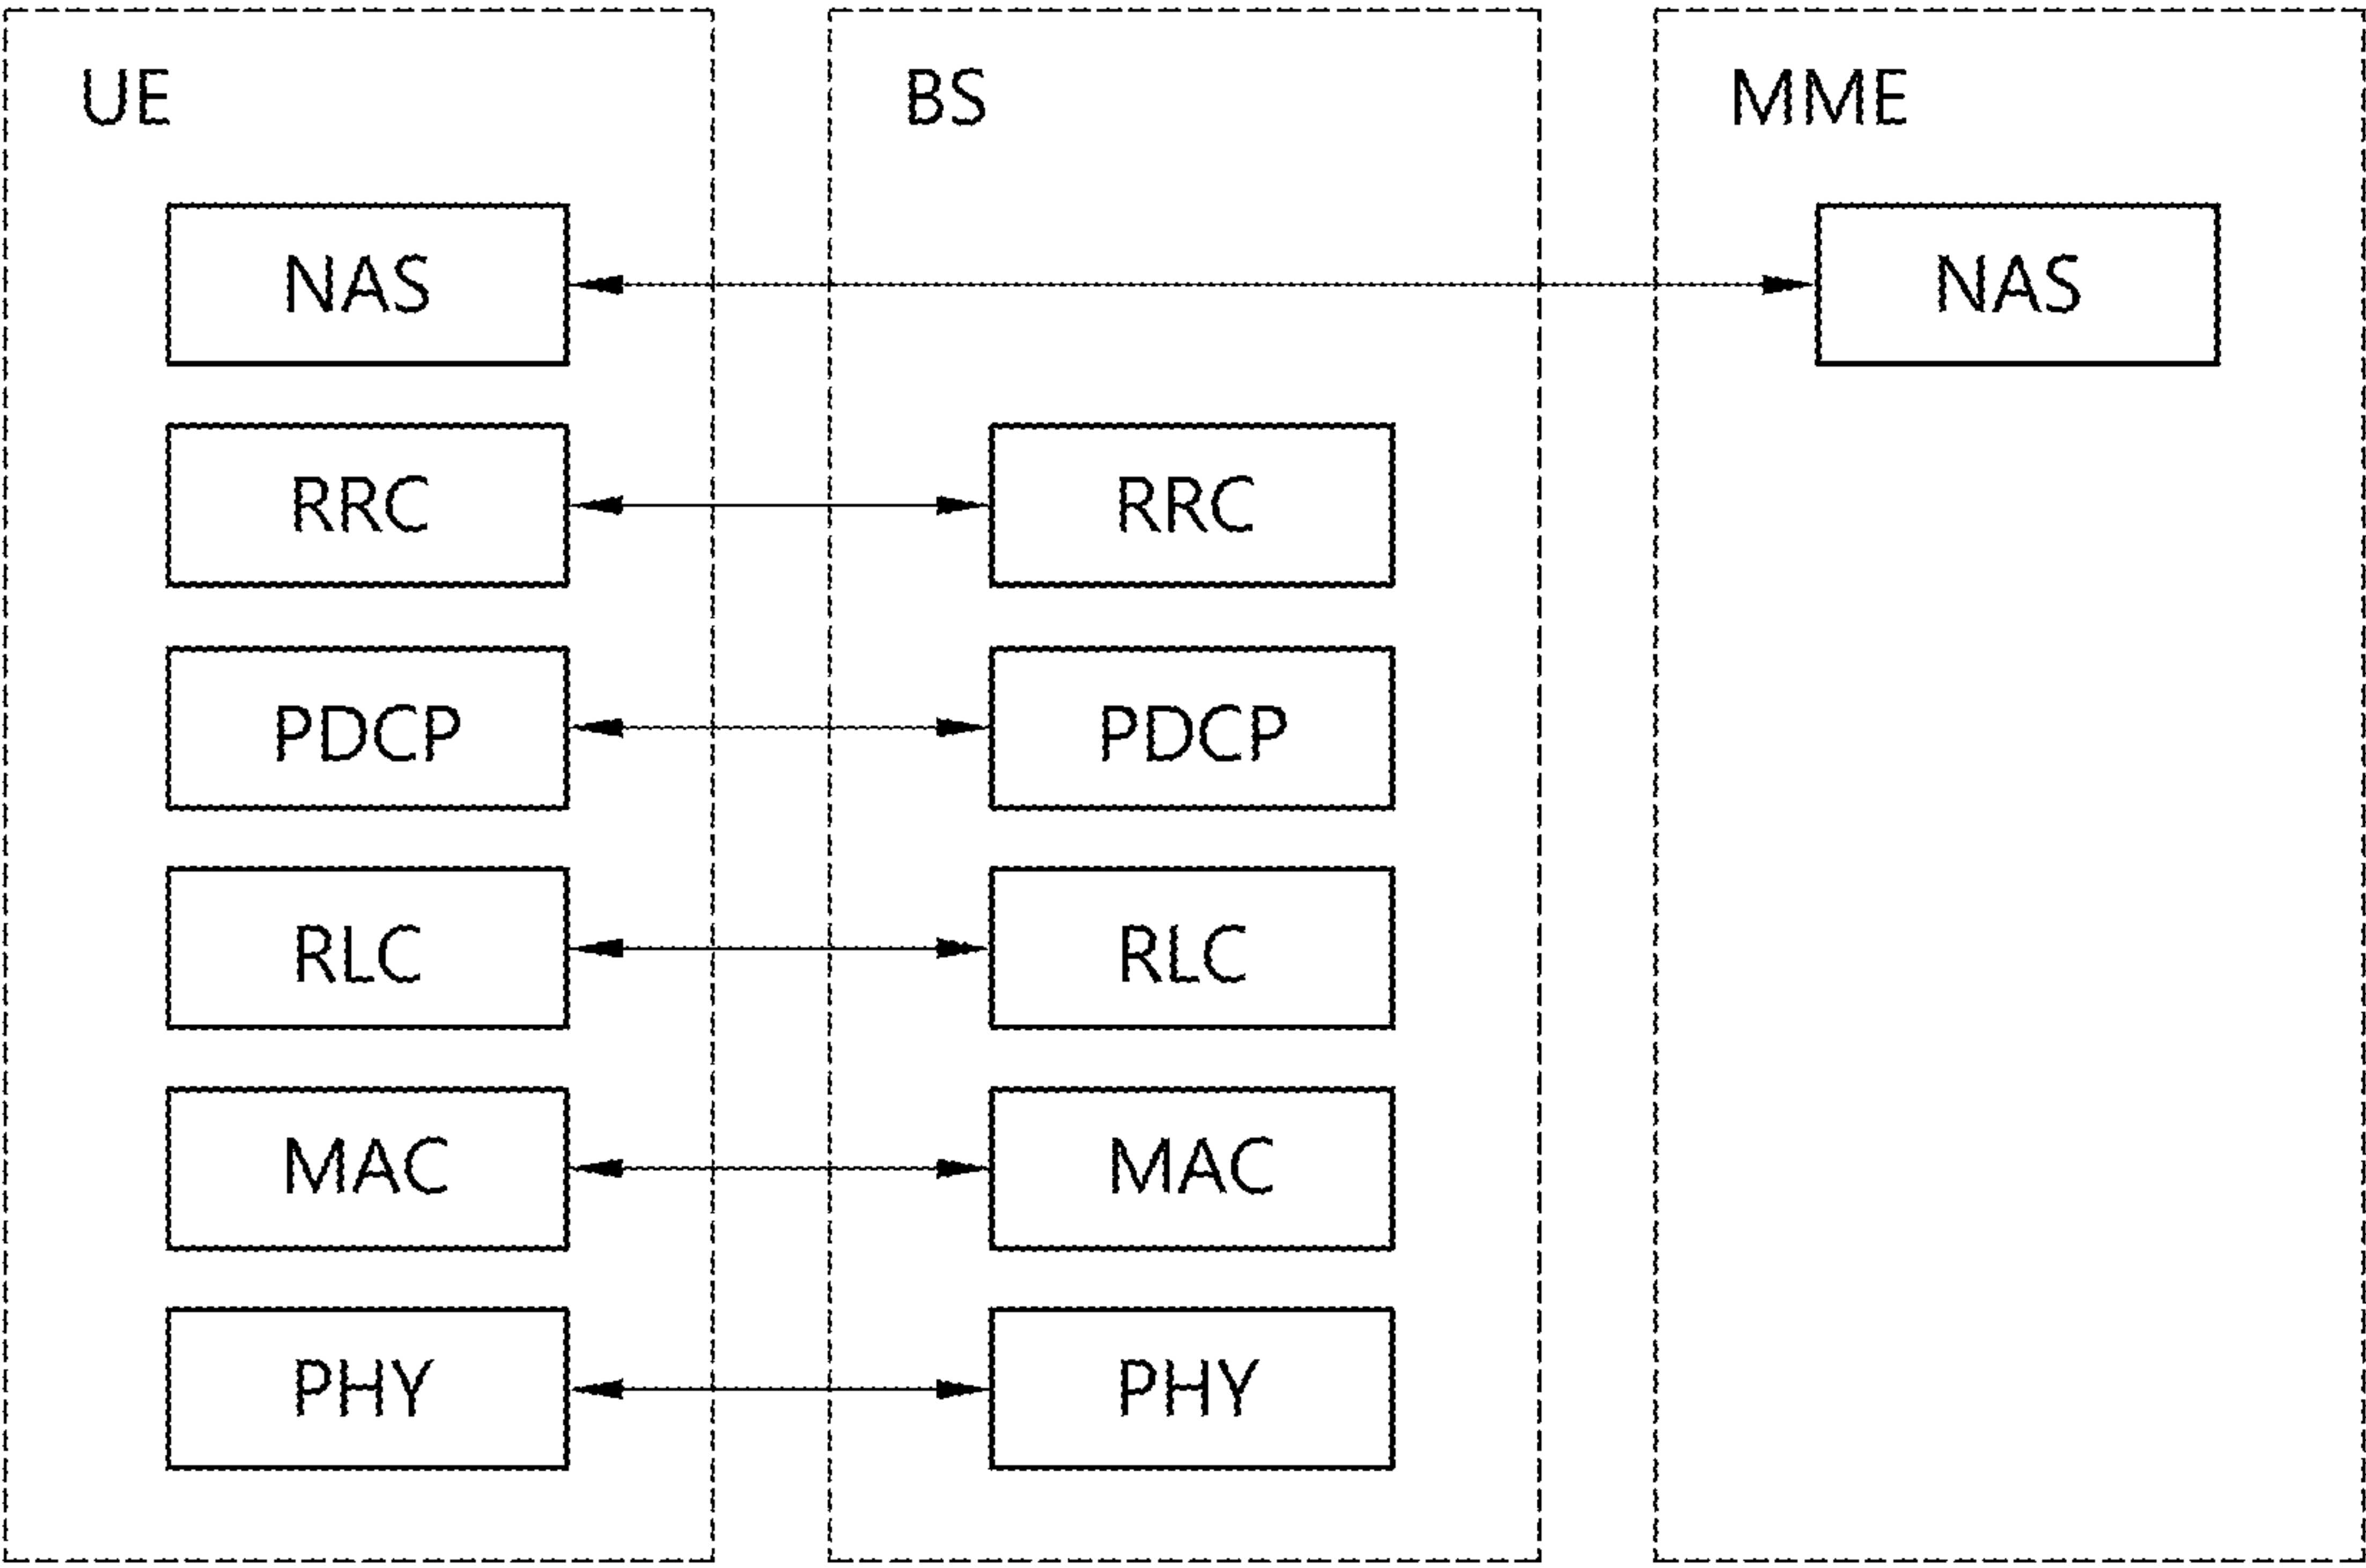 UE BS MME
NAS NAS
RRC RRC
PDCP PDCP
RLC RLC
MAC MAC
PHY PHY